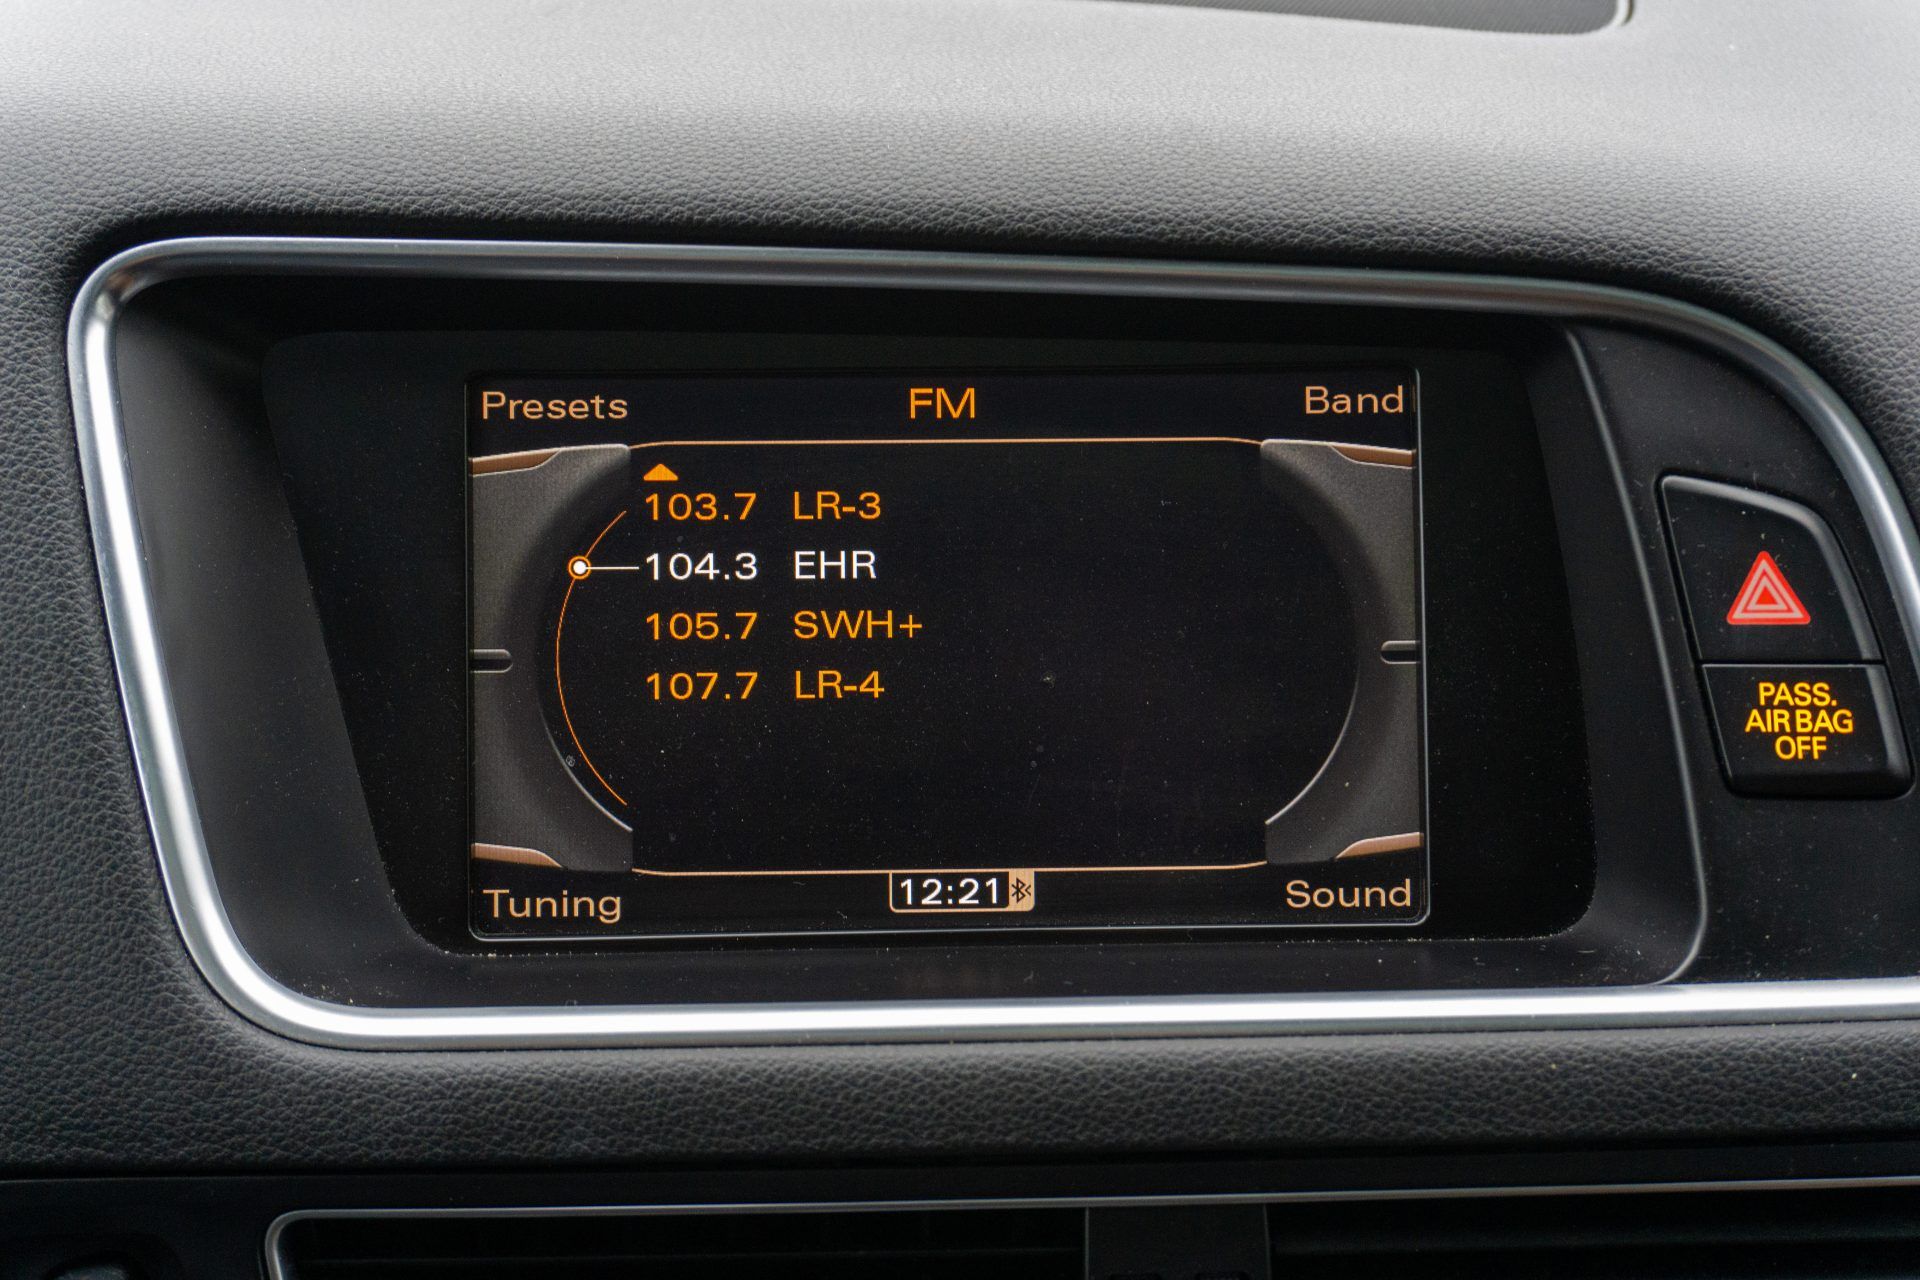 Presets FM Band
103.7 LR-3
104.3 EHR
105.7 SWH+
107.7 LR-4
Tuning 12:21 Sound
PASS.
AIR BAG
OFF